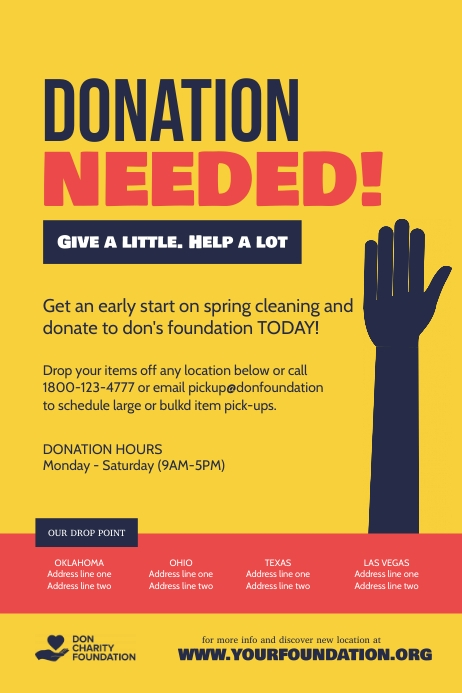 DONATION
NEEDED!
GIVE A LITTLE. HELP A LOT
Get an early start on spring cleaning and
donate to don's foundation TODAY!
Drop your items off any location below or call
1800-123-4777 or email pickup@donfoundation
to schedule large or bulkd item pick-ups.
DONATION HOURS
Monday - Saturday (9AM-5PM)
OUR DROP POINT
OKLAHOMA
Address line one
Address line two
OHIO
Address line one
Address line two
TEXAS
Address line one
Address line two
LAS VEGAS
Address line one
Address line two
DON
CHARITY
FOUNDATION
for more info and discover new location at
WWW.YOURFOUNDATION.ORG